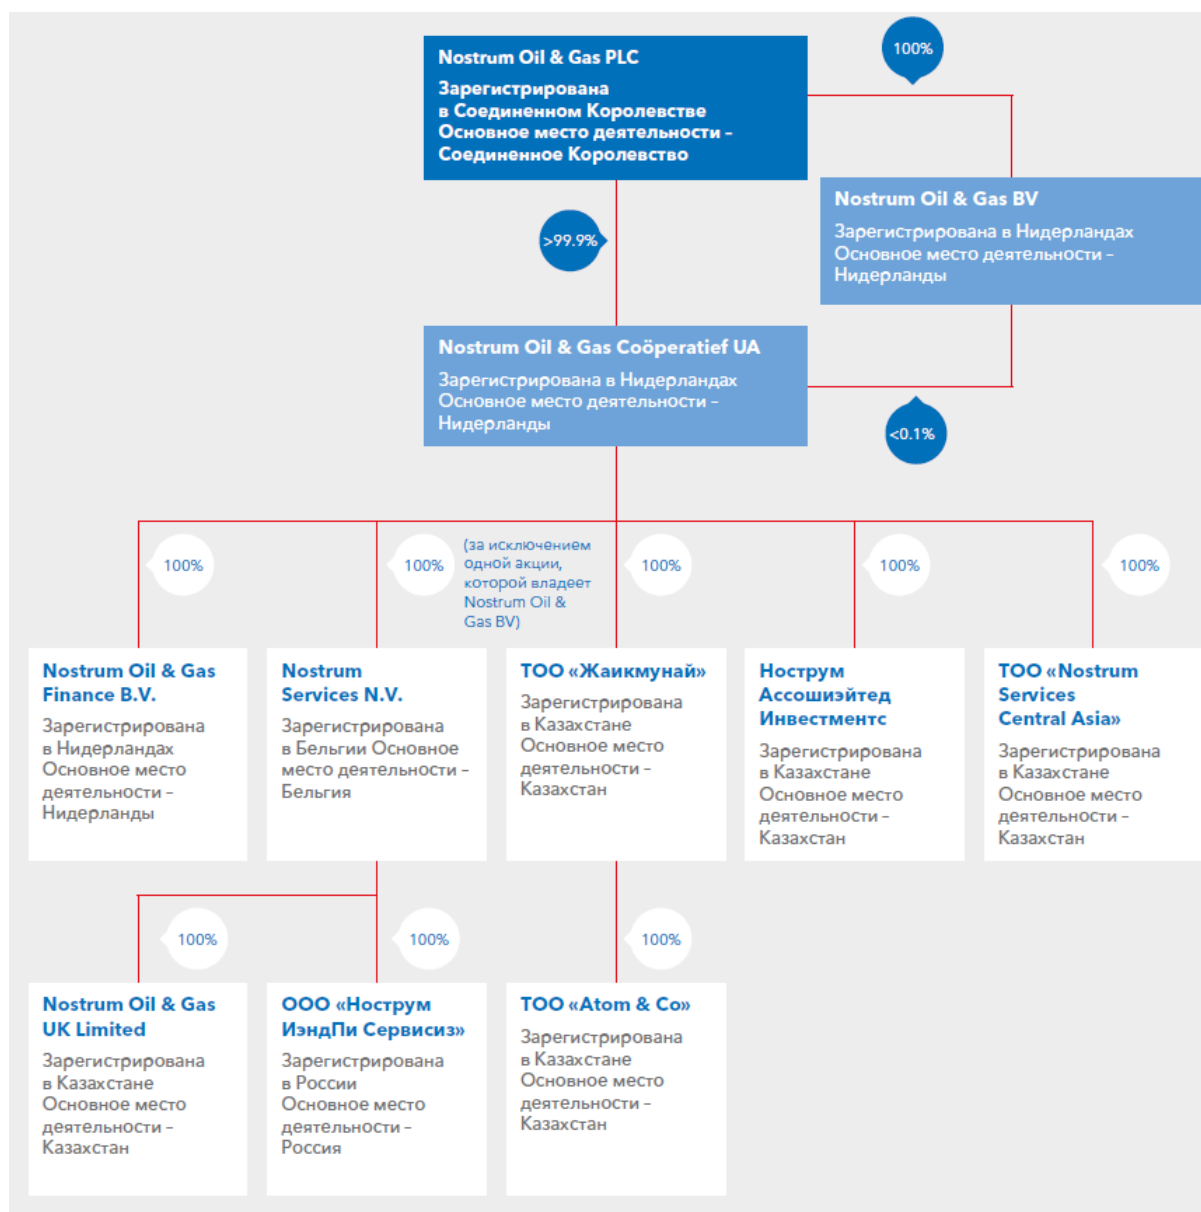 Nostrum Oil & Gas PLC
Зарегистрирована
в Соединенном Королевстве
Основное место деятельности –
Соединенное Королевство
100%
Nostrum Oil & Gas BV
Зарегистрирована в Нидерландах
Основное место деятельности –
Нидерланды
>99.9%
Nostrum Oil & Gas Coöperatief UA
Зарегистрирована в Нидерландах
Основное место деятельности –
Нидерланды
<0.1%
100%
100%
(за исключением
одной акции,
которой владеет
Nostrum Oil &
Gas BV)
100%
100%
100%
Nostrum Oil & Gas
Finance B.V.
Зарегистрирована
в Нидерландах
Основное место
деятельности –
Нидерланды
Nostrum
Services N.V.
Зарегистрирована
в Бельгии Основное
место деятельности –
Бельгия
ТОО «Жаикмунай»
Зарегистрирована
в Казахстане
Основное место
деятельности –
Казахстан
Нострум
Ассошиэйтед
Инвестментс
Зарегистрирована
в Казахстане
Основное место
деятельности –
Казахстан
ТОО «Nostrum
Services
Central Asia»
Зарегистрирована
в Казахстане
Основное место
деятельности –
Казахстан
100%
100%
100%
Nostrum Oil & Gas
UK Limited
Зарегистрирована
в Казахстане
Основное место
деятельности –
Казахстан
ООО «Нострум
ИэндПи Сервисиз»
Зарегистрирована
в России
Основное место
деятельности –
Россия
ТОО «Atom & Co»
Зарегистрирована
в Казахстане
Основное место
деятельности –
Казахстан